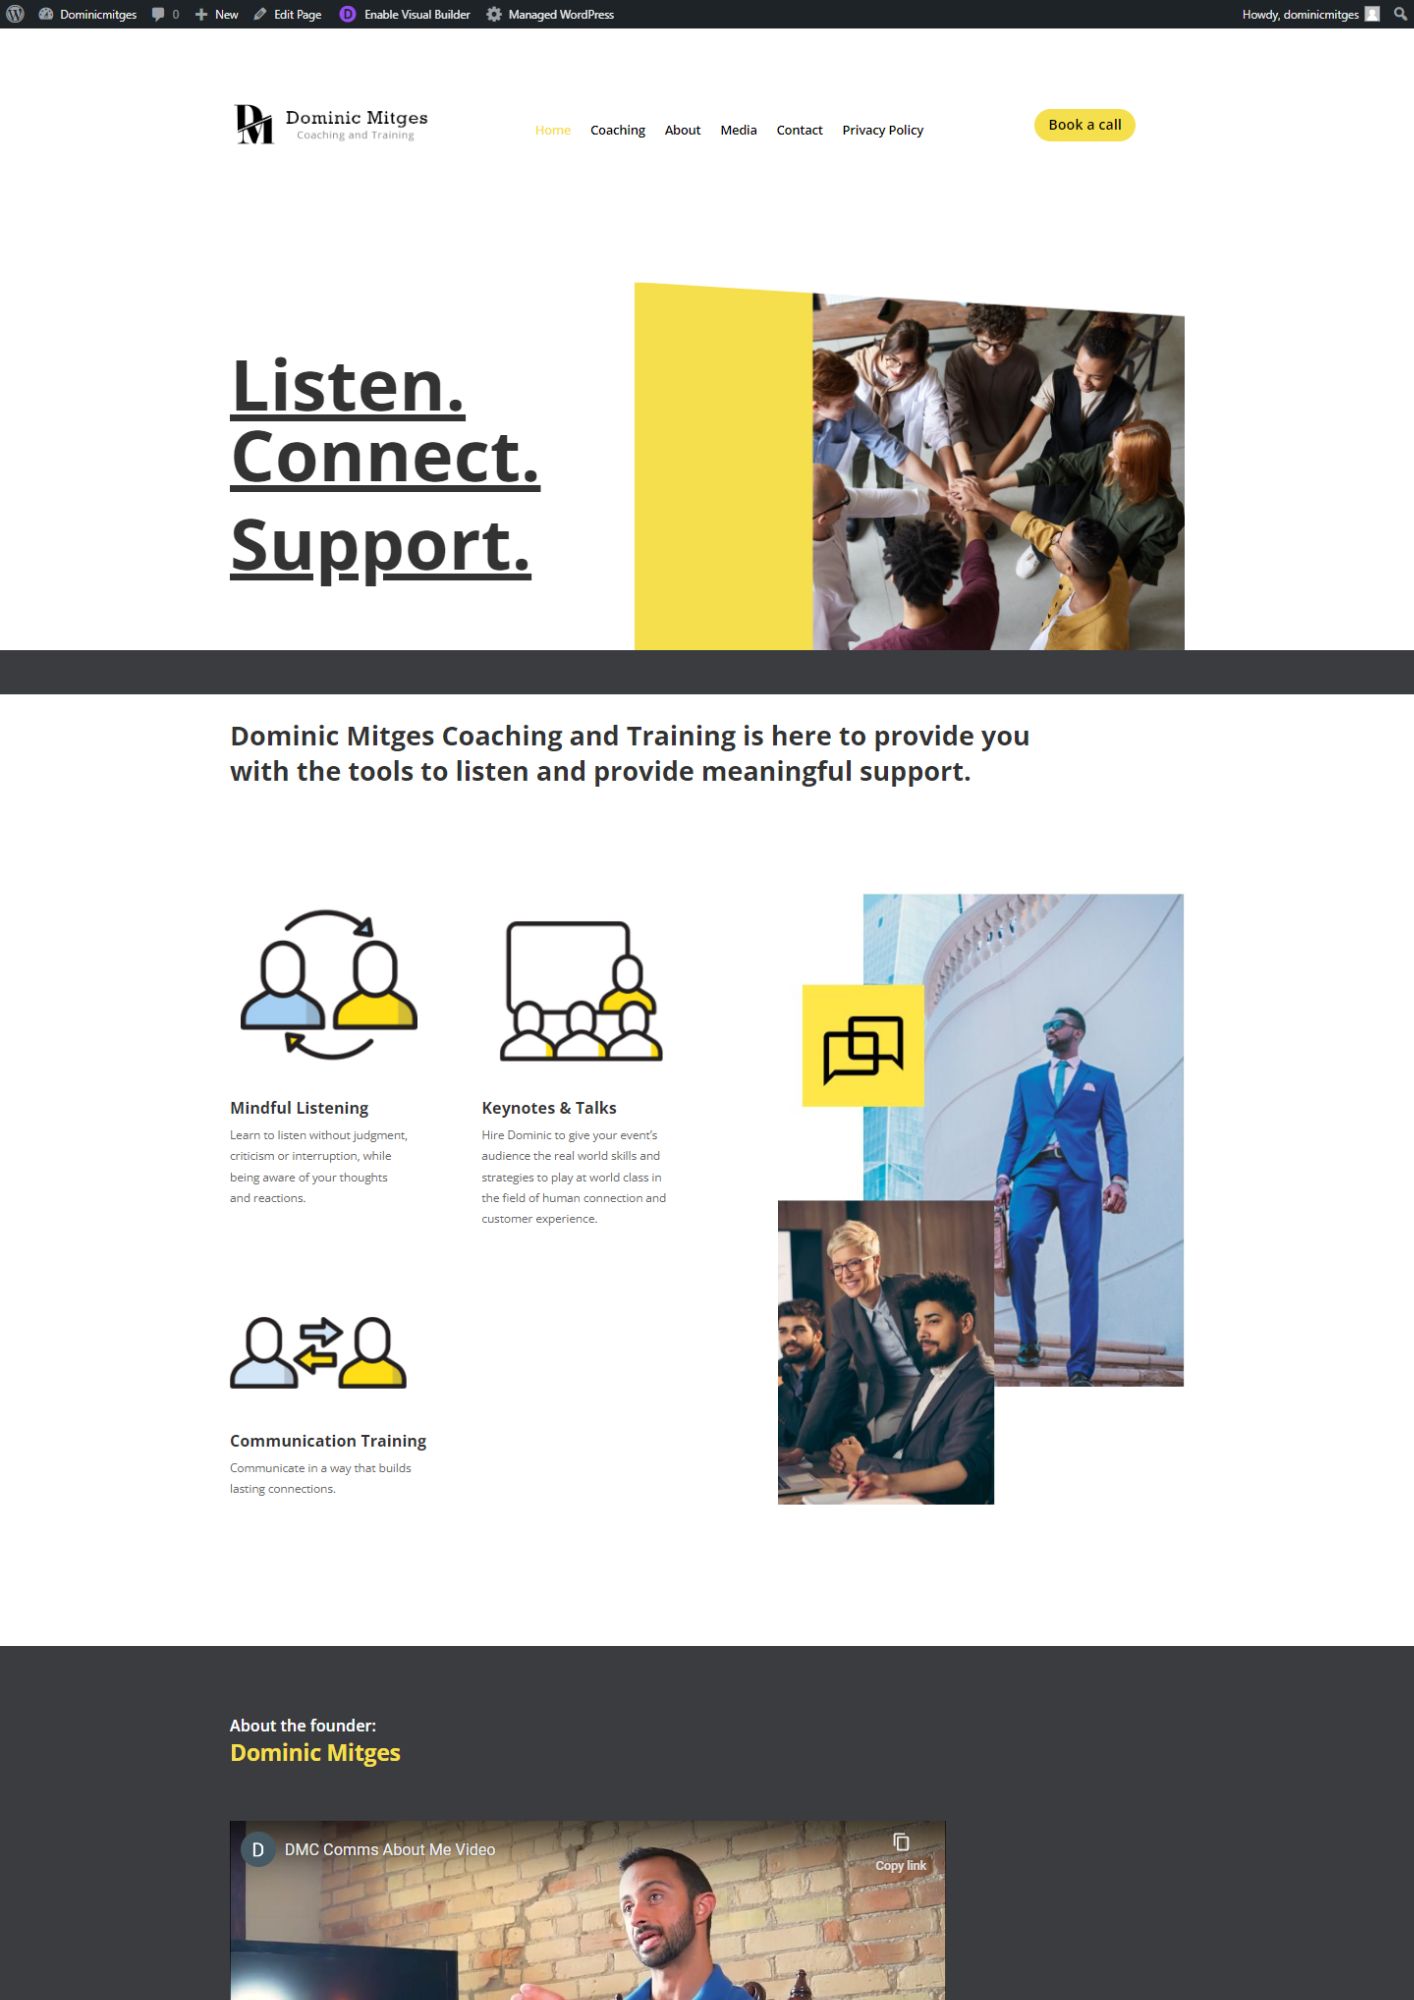 Dominicmitges 0 New Edit Page Enable Visual Builder Managed WordPress Howdy, dominicmitges
DM Dominic Mitges
Coaching and Training
Home Coaching About Media Contact Privacy Policy
Book a call
Listen.
Connect.
Support.
Dominic Mitges Coaching and Training is here to provide you
with the tools to listen and provide meaningful support.
Mindful Listening
Learn to listen without judgment,
criticism or interruption, while
being aware of your thoughts
and reactions.
Keynotes & Talks
Hire Dominic to give your event's
audience the real world skills and
strategies to play at world class in
the field of human connection and
customer experience.
Communication Training
Communicate in a way that builds
lasting connections.
About the founder:
Dominic Mitges
D DMC Comms About Me Video
Copy link